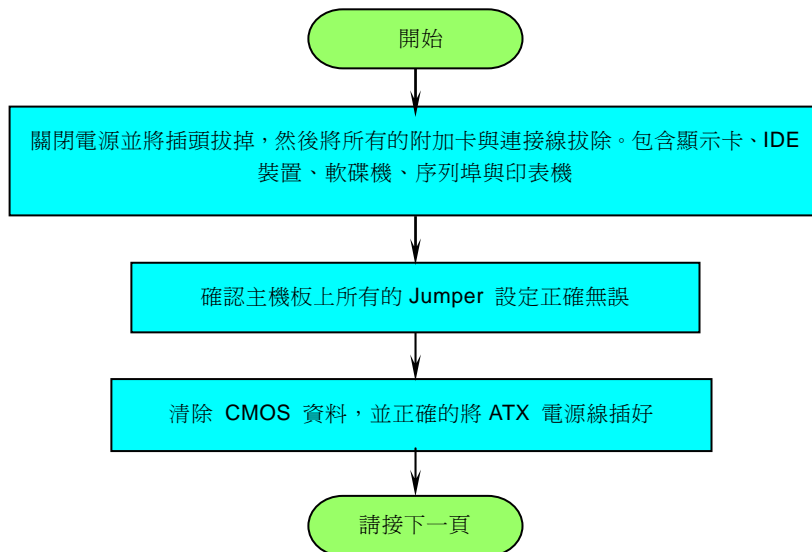 開始
關閉電源並將插頭拔掉，然後將所有的附加卡與連接線拔除。包含顯示卡、IDE
裝置、軟碟機、序列埠與印表機
確認主機板上所有的 Jumper 設定正確無誤
清除 CMOS 資料，並正確的將 ATX 電源線插好
請接下一頁